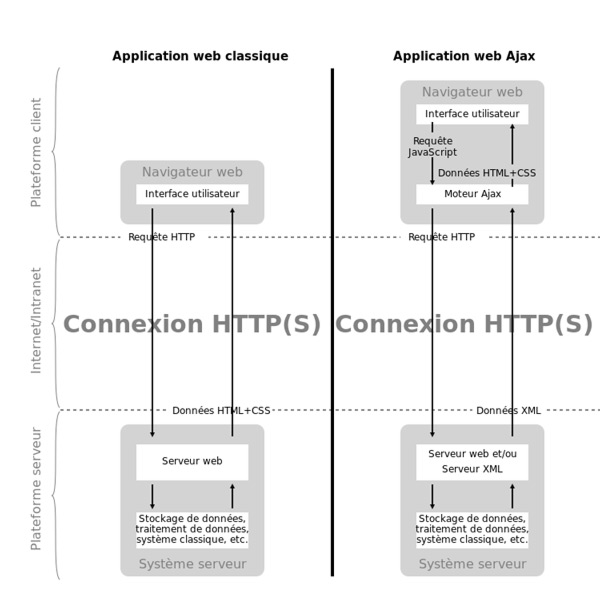 Application web classique
Application web Ajax
Plateforme client
Navigateur web
Interface utilisateur
Requête
JavaScript
Données HTML+CSS
Moteur Ajax
Navigateur web
Interface utilisateur
Requête HTTP
Requête HTTP
Internet/Intranet
Connexion HTTP(S)
Connexion HTTP(S)
Données HTML+CSS
Données XML
Plateforme serveur
Serveur web
Stockage de données,
traitement de données,
système classique, etc.
Système serveur
Serveur web et/ou
Serveur XML
Stockage de données,
traitement de données,
système classique, etc.
Système serveur